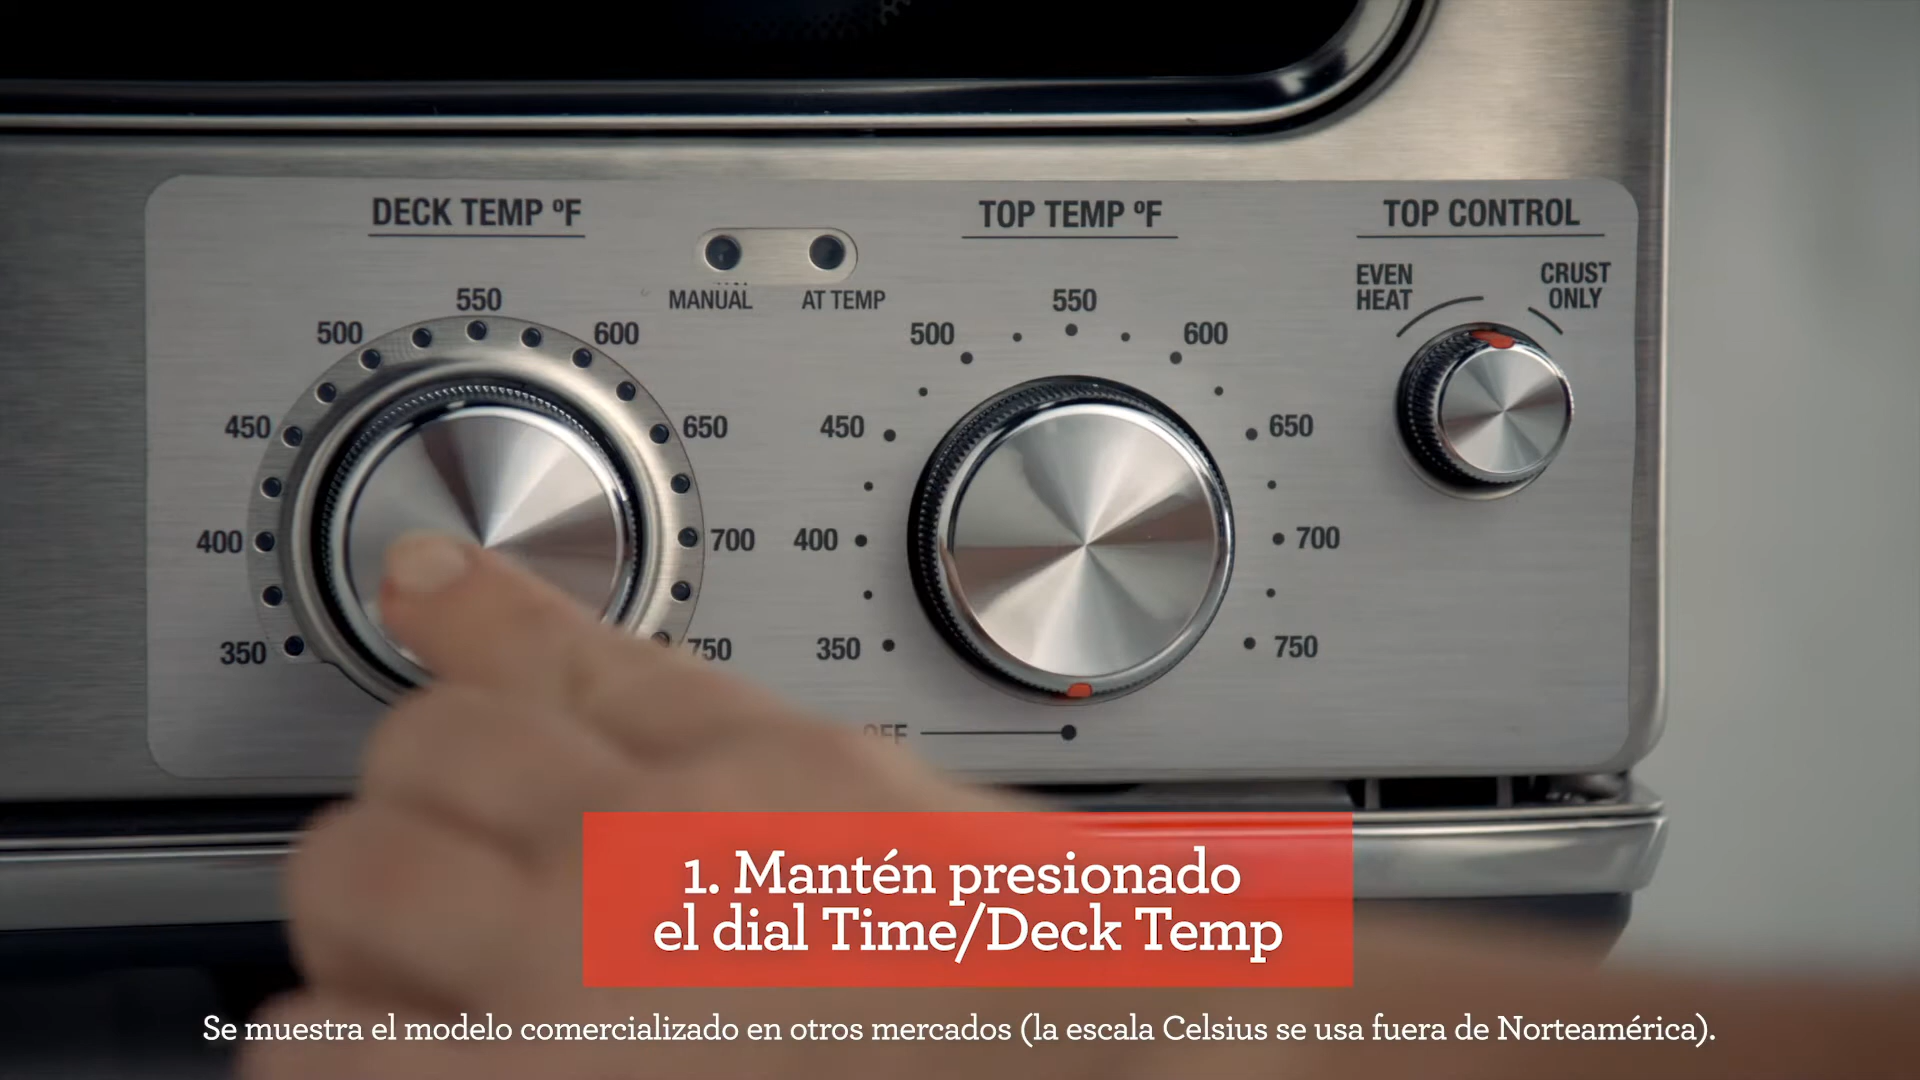 DECK TEMP ºF
TOP TEMP ºF
TOP CONTROL
MANUAL
AT TEMP
EVEN HEAT
CRUST ONLY
350
400
450
500
550
600
650
700
750
350
400
450
500
550
600
650
700
750
OFF
1. Mantén presionado
el dial Time/Deck Temp
Se muestra el modelo comercializado en otros mercados (la escala Celsius se usa fuera de Norteamérica).